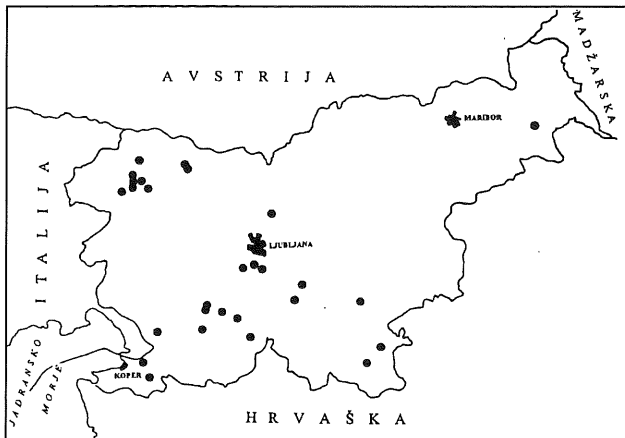 AVSTRIJA
MADŽARSKA
MARIBOR
ITALIJA
LJUBLJANA
JADRANSKO
MORJE
KOPER
HRVAŠKA